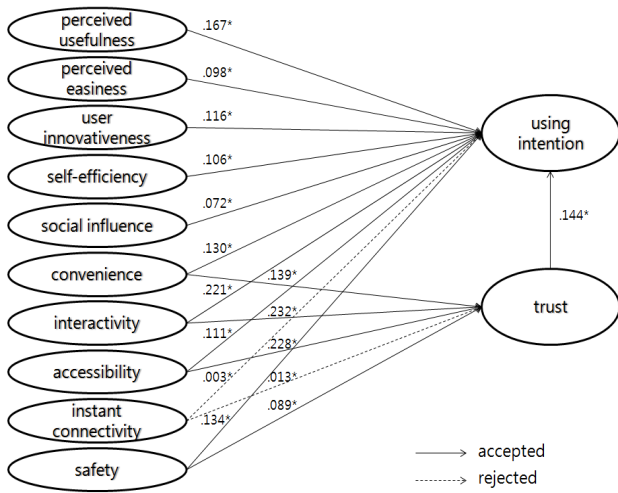 perceived
usefulness
.167*
perceived
easiness
.098*
user
innovativeness
.116*
using
intention
self-efficiency
.106*
social influence
.072*
.144*
.130*
convenience
.139*
.221*
interactivity
.232*
trust
.111*
.228*
accessibility
.003*
.013*
.089*
instant
connectivity
.134*
accepted
safety
rejected